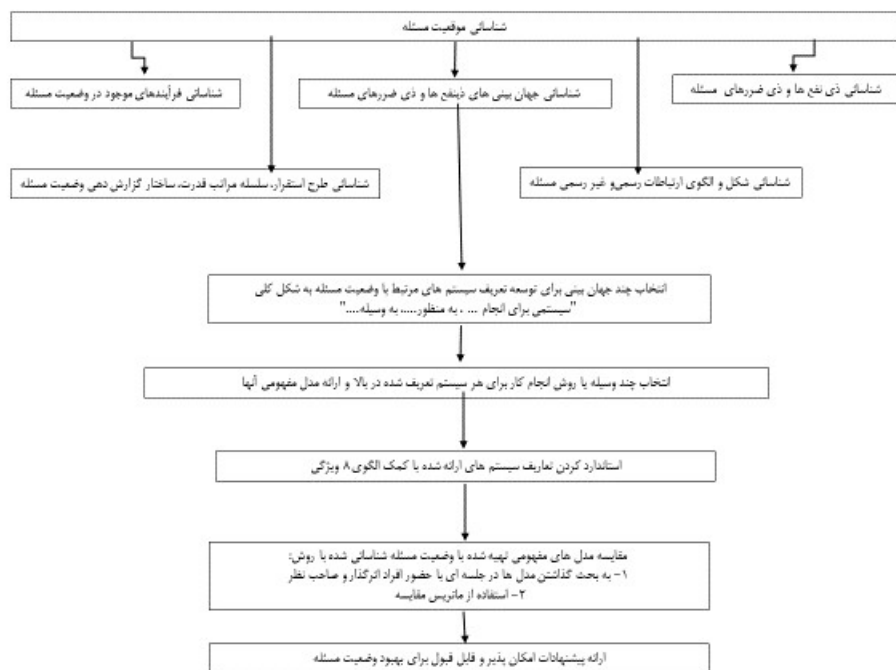 شناسائی موقعیت مسئله
شناسائی ذی نفع ها و ذی ضررهای مسئله
شناسائی جهان بینی های ذینفع ها و ذی ضررهای مسئله
شناسائی فرآیندهای موجود در وضعیت مسئله
شناسائی شکل و الگوی ارتباطات رسمی‌و غیر رسمی مسئله
شناسائی طرح استقرار، سلسله مراتب قدرت، ساختار گزارش دهی وضعیت مسئله
انتخاب چند جهان بینی برای توسعه تعریف سیستم های مرتبط با وضعیت مسئله به شکل کلی
"سیستمی برای انجام ... ، به منظور.....، به وسیله...."
انتخاب چند وسیله یا روش انجام کار برای هر سیستم تعریف شده در بالا و ارائه مدل مفهومی آنها
استاندارد کردن تعاریف سیستم های ارائه شده با کمک الگوی ۸ ویژگی
مقایسه مدل های مفهومی تهیه شده با وضعیت مسئله شناسائی شده با روش:
۱- به بحث گذاشتن مدل ها در جلسه ای با حضور افراد اثرگذار و صاحب نظر
۲- استفاده از ماتریس مقایسه
ارائه پیشنهادات امکان پذیر و قابل قبول برای بهبود وضعیت مسئله